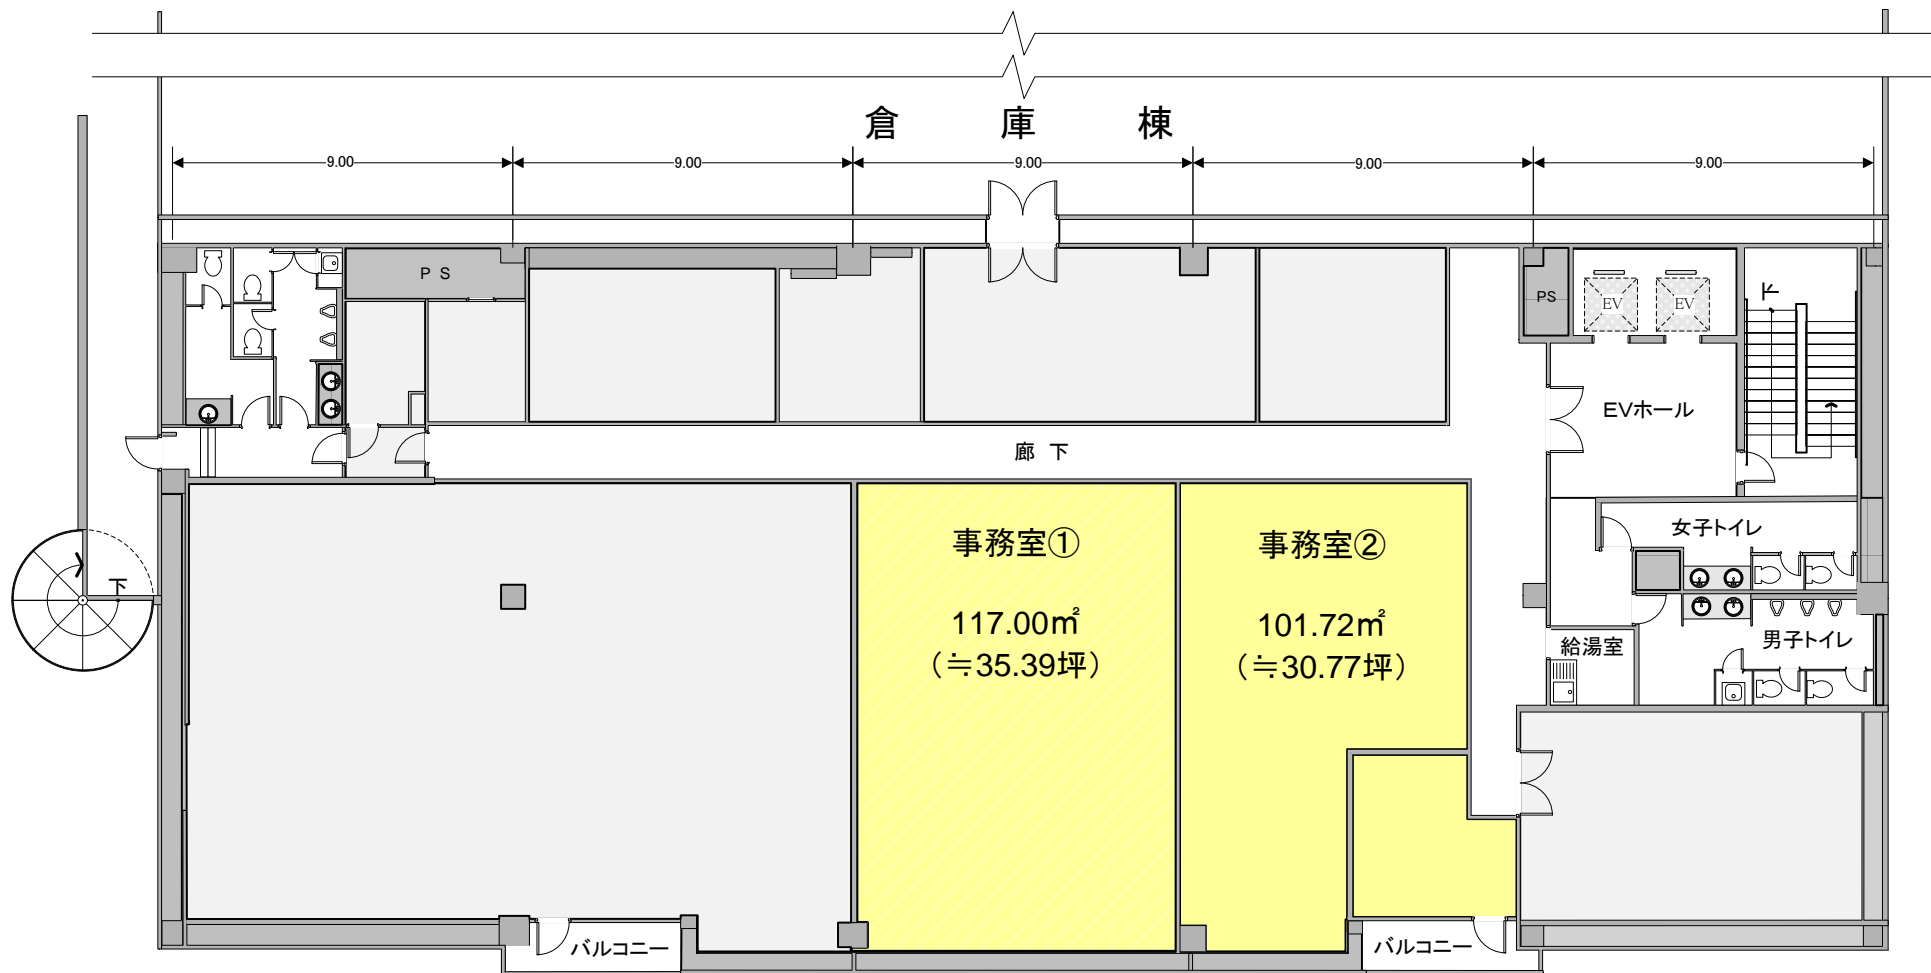 倉庫棟
9.00 9.00 9.00 9.00 9.00
PS
PS
EV EV
下
EVホール
廊下
女子トイレ
事務室① 事務室②
下
117.00㎡ 101.72㎡
(≒35.39坪) (≒30.77坪)
給湯室 男子トイレ
バルコニー バルコニー